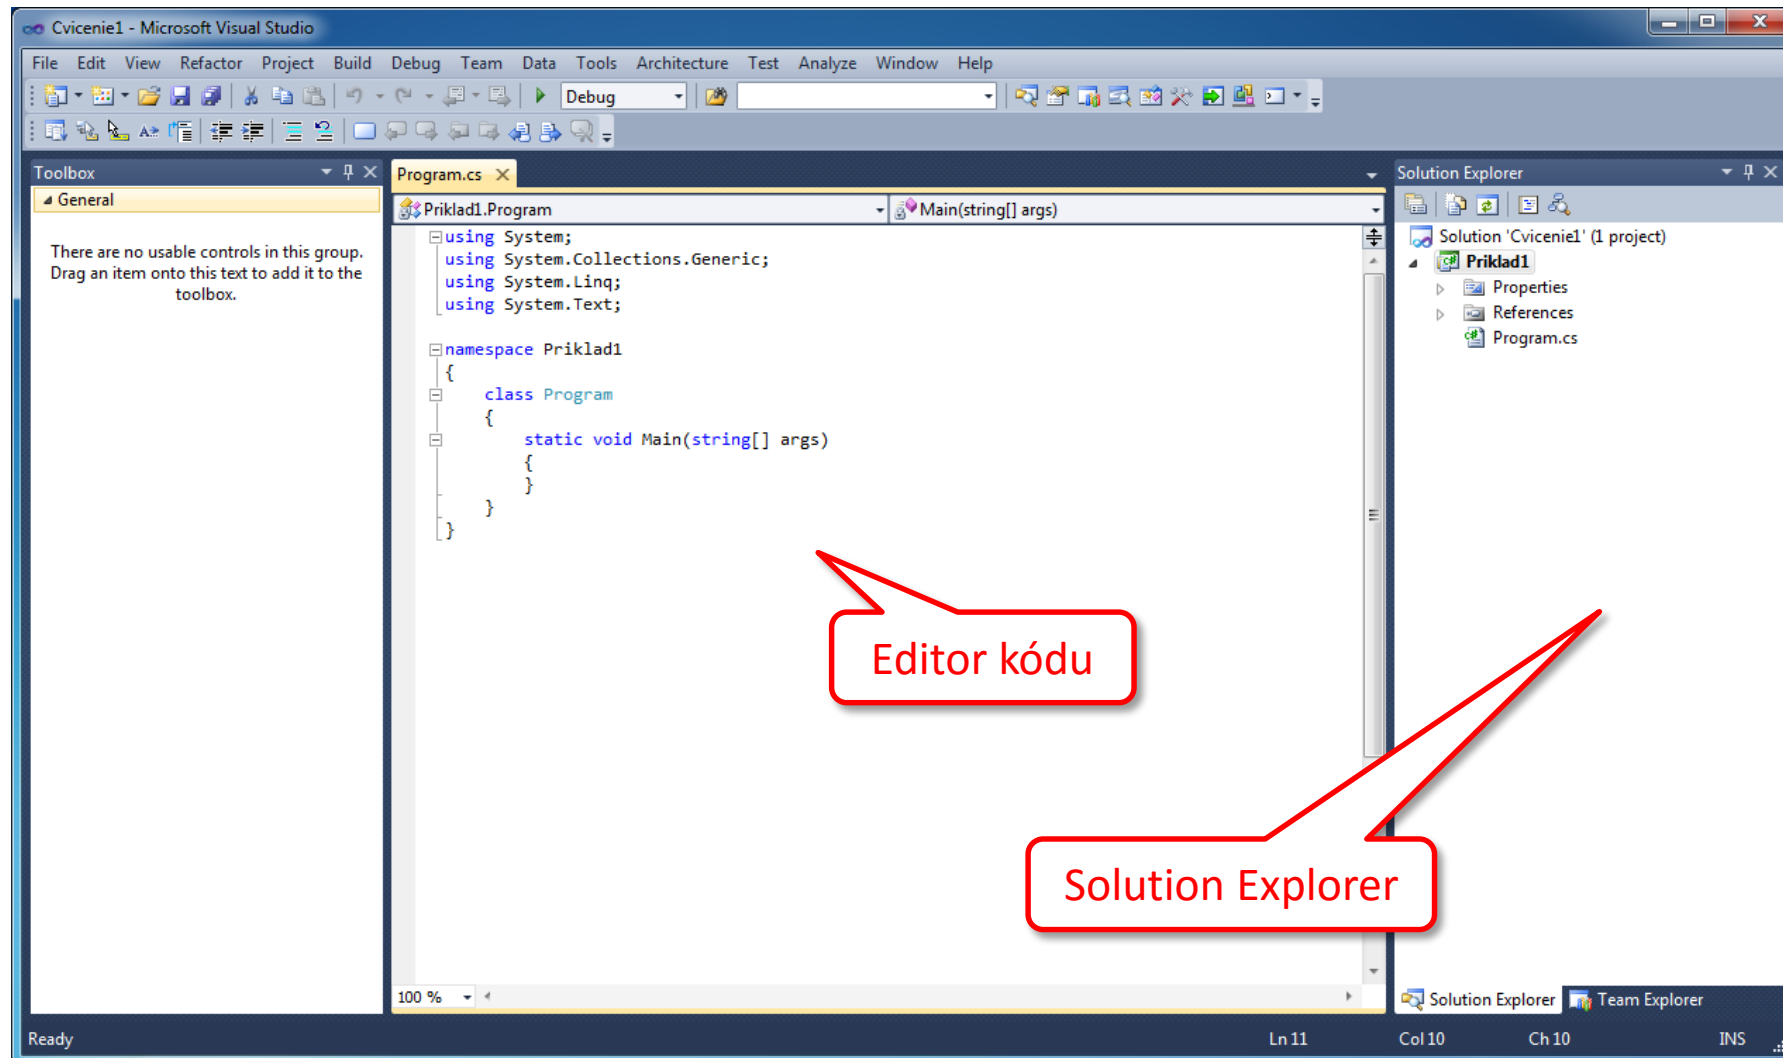 Cvicenie1 - Microsoft Visual Studio
File Edit View Refactor Project Build Debug Team Data Tools Architecture Test Analyze Window Help
Debug
Toolbox
General
There are no usable controls in this group.
Drag an item onto this text to add it to the
toolbox.
Program.cs
Priklad1.Program
Main(string[] args)
using System;
using System.Collections.Generic;
using System.Linq;
using System.Text;
namespace Priklad1
{
class Program
{
static void Main(string[] args)
{
}
}
}
Editor kódu
Solution Explorer
100 %
Solution Explorer
Solution 'Cvicenie1' (1 project)
Priklad1
Properties
References
Program.cs
Solution Explorer Team Explorer
Ready Ln 11 Col 10 Ch 10 INS